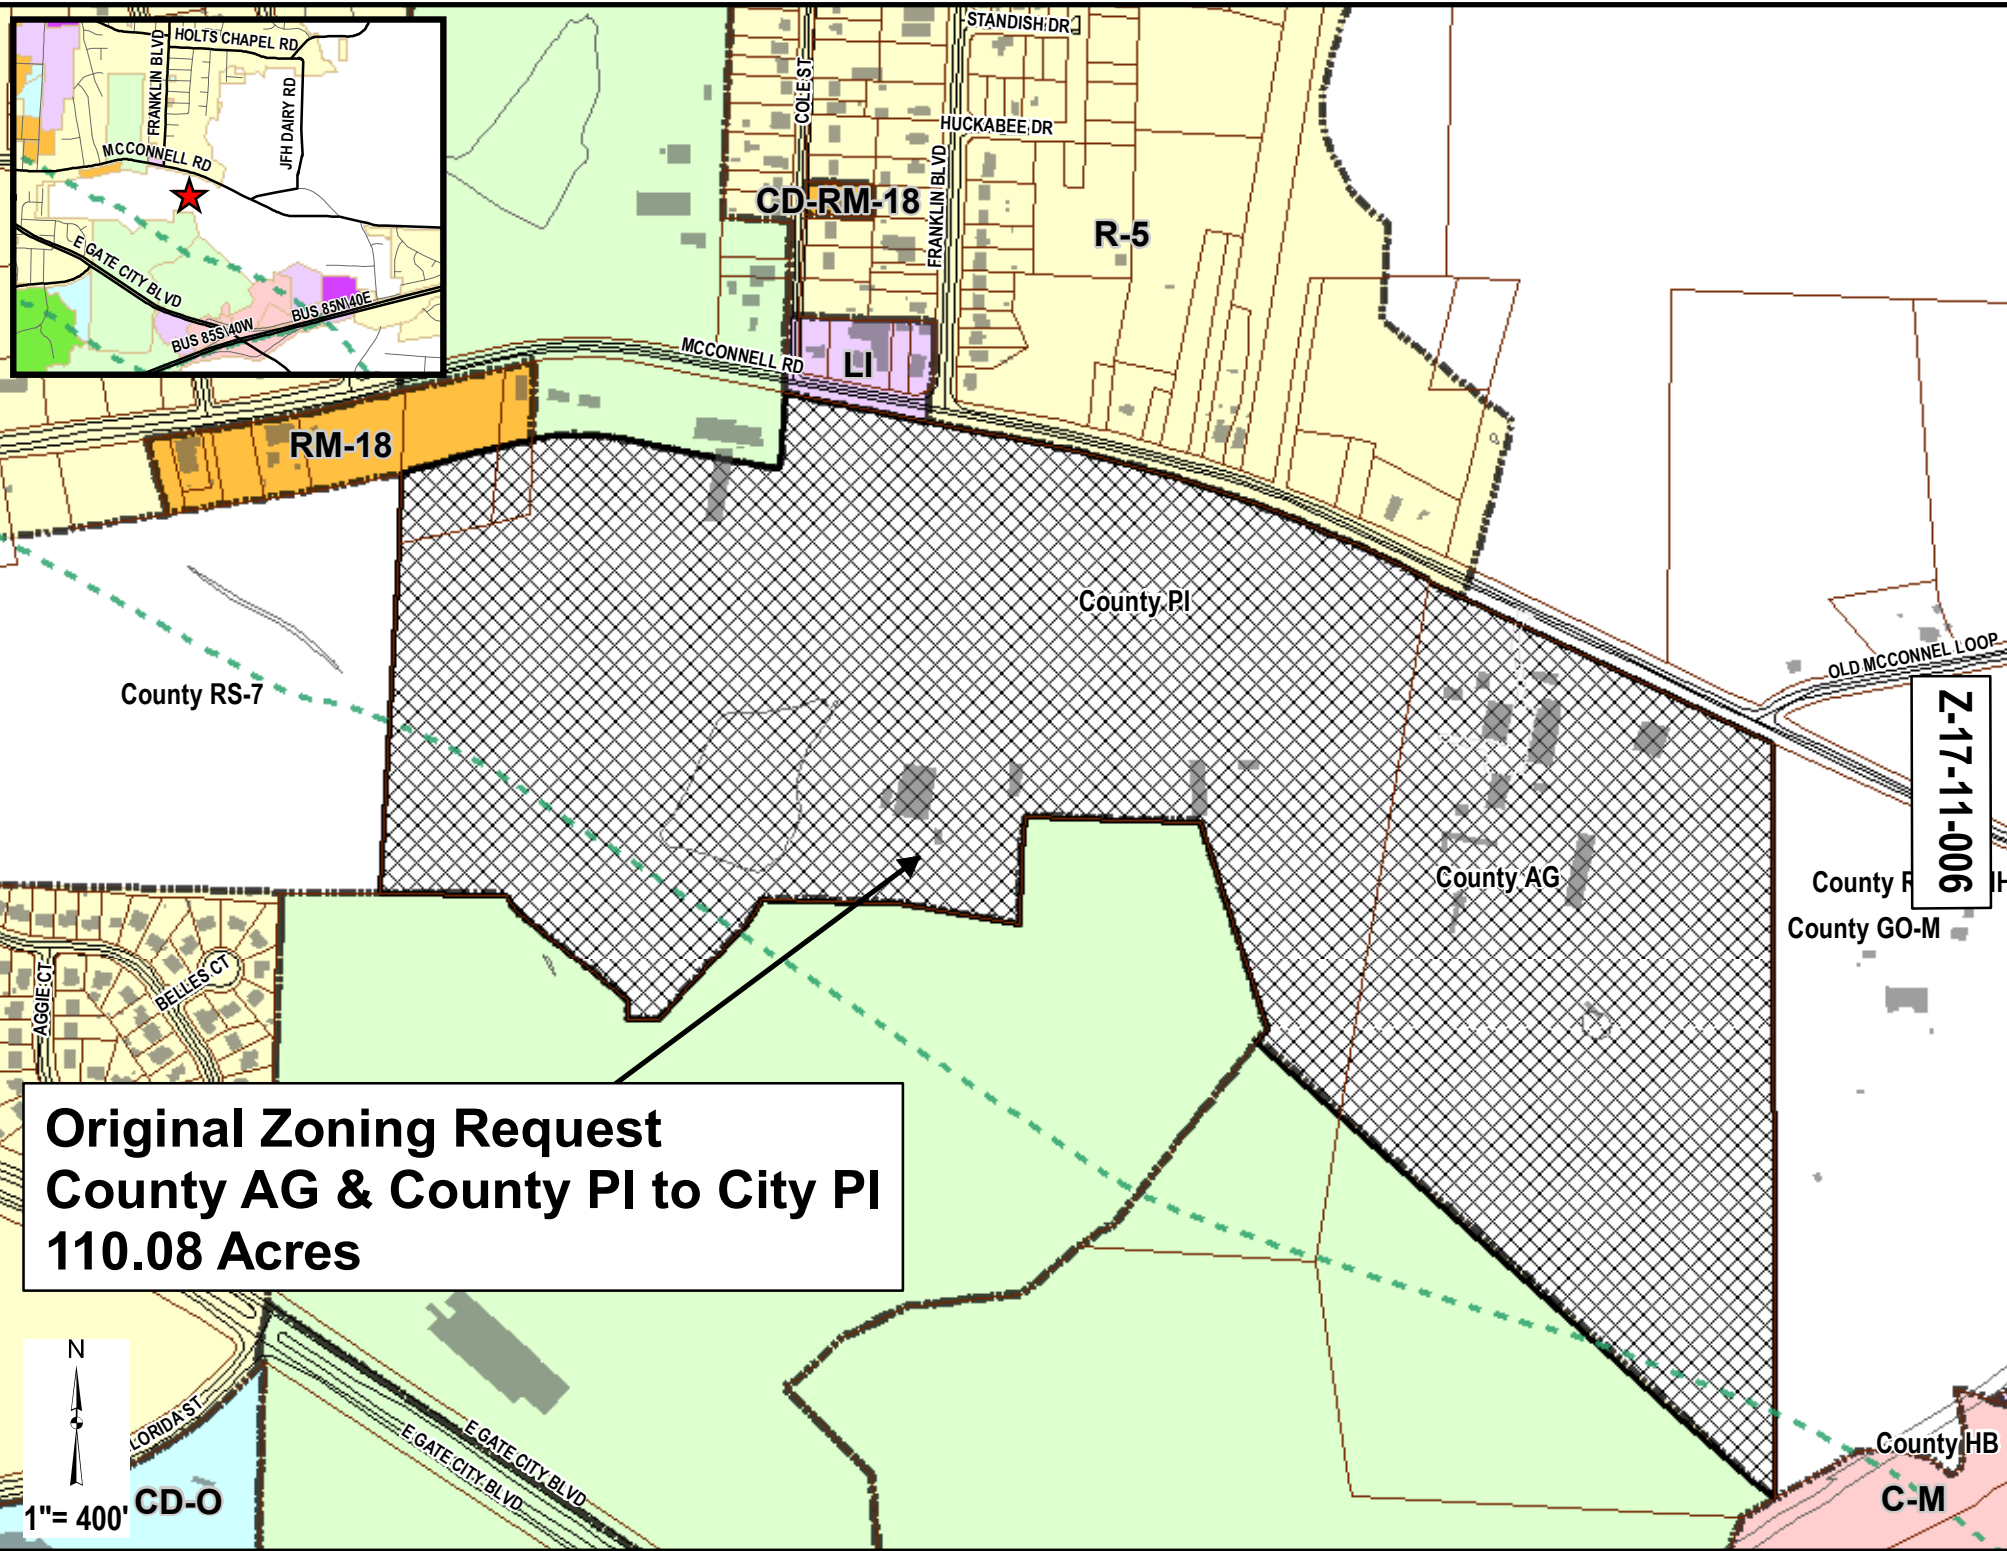 HOLTS CHAPEL RD
FRANKLIN BLVD
JFH DAIRY RD
MCCONNELL RD
E GATE CITY BLVD
BUS 85N\40E
BUS 85S\40W
STANDISH DR
COLE ST
HUCKABEE DR
FRANKLIN BLVD
CD-RM-18
R-5
MCCONNELL RD
LI
RM-18
County PI
OLD MCCONNEL LOOP
County RS-7
Z-17-11-006
County AG
County R
County GO-M
BELLES CT
AGGIE CT
Original Zoning Request
County AG & County PI to City PI
110.08 Acres
N
LORIDA ST
E GATE CITY BLVD
E GATE CITY BLVD
County HB
C-M
CD-O
1"= 400'